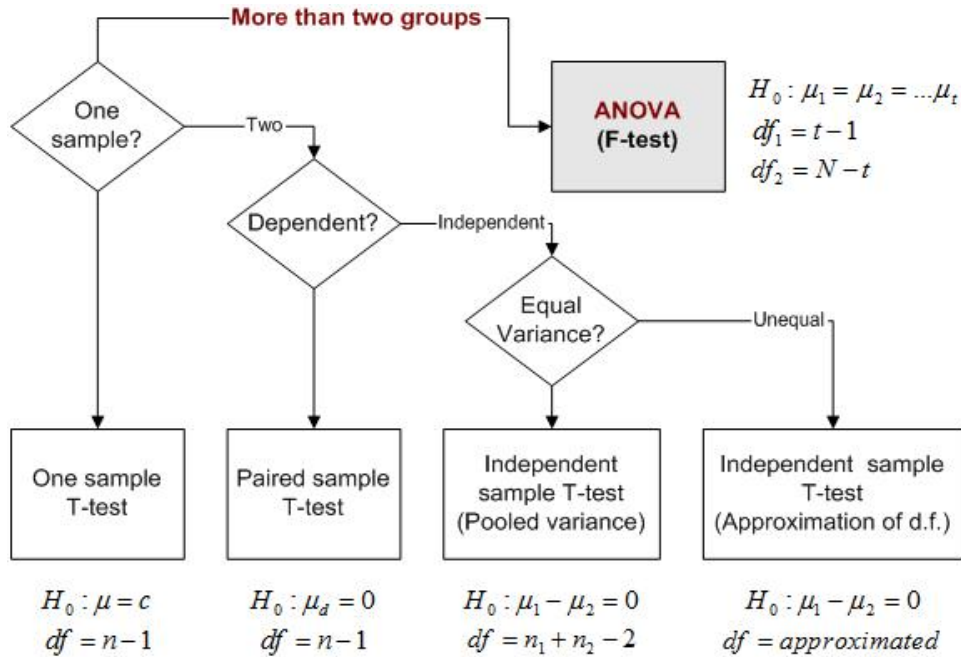 More than two groups
One
sample?
Two
ANOVA
(F-test)
H₀ : μ₁ = μ₂ = ...μₜ
df₁ = t − 1
df₂ = N − t
Dependent?
Independent
Equal
Variance?
Unequal
One sample
T-test
Paired sample
T-test
Independent
sample T-test
(Pooled variance)
Independent sample
T-test
(Approximation of d.f.)
H₀ : μ = c
df = n − 1
H₀ : μ_d = 0
df = n − 1
H₀ : μ₁ − μ₂ = 0
df = n₁ + n₂ − 2
H₀ : μ₁ − μ₂ = 0
df = approximated